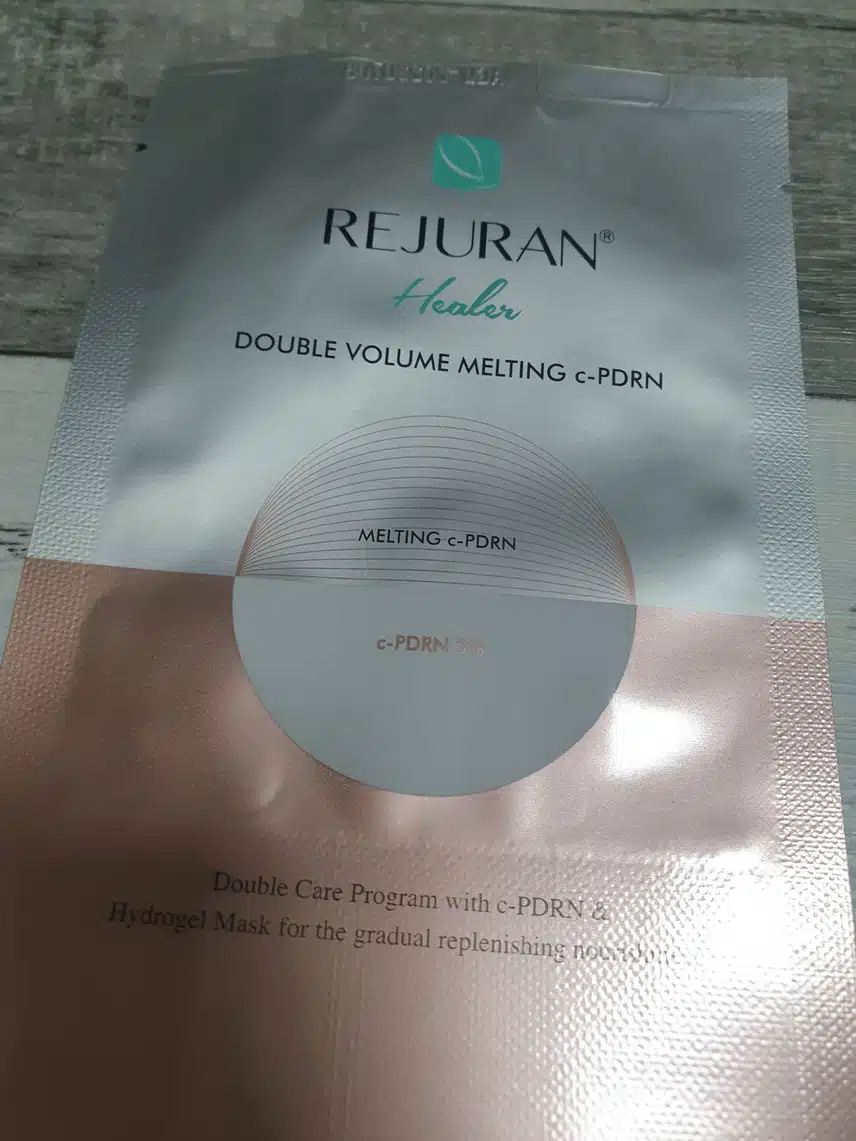 REJURAN®
Healer
DOUBLE VOLUME MELTING c-PDRN
MELTING c-PDRN
c-PDRN
Double Care Program with c-PDRN &
Hydrogel Mask for the gradual replenishing